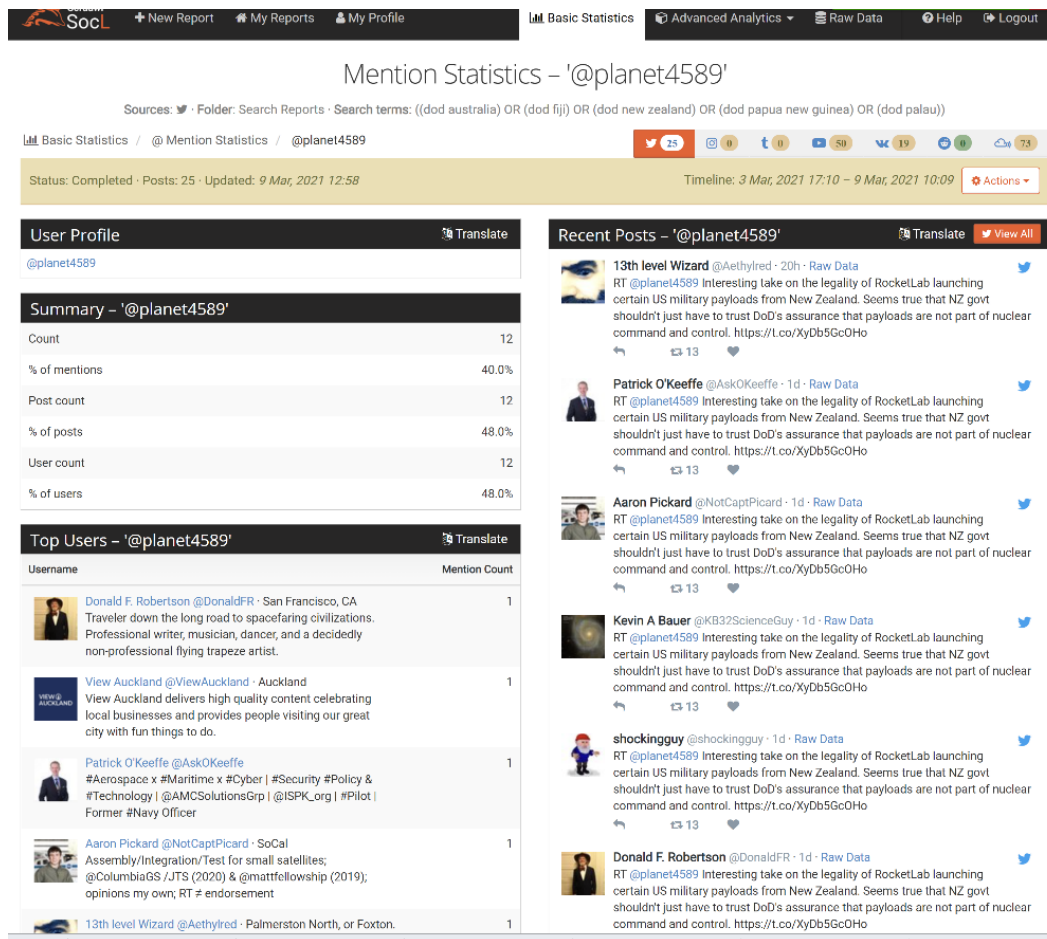 SocL
New Report
My Reports
My Profile
Basic Statistics
Advanced Analytics
Raw Data
Help
Logout
Mention Statistics – '@planet4589'
Sources: · Folder: Search Reports · Search terms: ((dod australia) OR (dod fiji) OR (dod new zealand) OR (dod papua new guinea) OR (dod palau))
Basic Statistics / @ Mention Statistics / @planet4589
25 0 t 0 50 19 0 73
Status: Completed · Posts: 25 · Updated: 9 Mar, 2021 12:58
Timeline: 3 Mar, 2021 17:10 – 9 Mar, 2021 10:09
Actions
User Profile
Translate
@planet4589
Summary – '@planet4589'
Count 12
% of mentions 40.0%
Post count 12
% of posts 48.0%
User count 12
% of users 48.0%
Top Users – '@planet4589'
Translate
Username Mention Count
Donald F. Robertson @DonaldFR · San Francisco, CA 1
Traveler down the long road to spacefaring civilizations.
Professional writer, musician, dancer, and a decidedly
non-professional flying trapeze artist.
VIEW AUCKLAND
View Auckland @ViewAuckland · Auckland 1
View Auckland delivers high quality content celebrating
local businesses and provides people visiting our great
city with fun things to do.
Patrick O'Keeffe @AskOKeeffe 1
#Aerospace x #Maritime x #Cyber | #Security #Policy &
#Technology | @AMCSolutionsGrp | @ISPK_org | #Pilot |
Former #Navy Officer
Aaron Pickard @NotCaptPicard · SoCal 1
Assembly/Integration/Test for small satellites;
@ColumbiaGS /JTS (2020) & @mattfellowship (2019);
opinions my own; RT ≠ endorsement
13th level Wizard @Aethylred · Palmerston North, or Foxton. 1
Recent Posts – '@planet4589'
Translate
View All
13th level Wizard @Aethylred · 20h · Raw Data
RT @planet4589 Interesting take on the legality of RocketLab launching
certain US military payloads from New Zealand. Seems true that NZ govt
shouldn't just have to trust DoD's assurance that payloads are not part of nuclear
command and control. https://t.co/XyDb5GcOHo
13
Patrick O'Keeffe @AskOKeeffe · 1d · Raw Data
RT @planet4589 Interesting take on the legality of RocketLab launching
certain US military payloads from New Zealand. Seems true that NZ govt
shouldn't just have to trust DoD's assurance that payloads are not part of nuclear
command and control. https://t.co/XyDb5GcOHo
13
Aaron Pickard @NotCaptPicard · 1d · Raw Data
RT @planet4589 Interesting take on the legality of RocketLab launching
certain US military payloads from New Zealand. Seems true that NZ govt
shouldn't just have to trust DoD's assurance that payloads are not part of nuclear
command and control. https://t.co/XyDb5GcOHo
13
Kevin A Bauer @KB32ScienceGuy · 1d · Raw Data
RT @planet4589 Interesting take on the legality of RocketLab launching
certain US military payloads from New Zealand. Seems true that NZ govt
shouldn't just have to trust DoD's assurance that payloads are not part of nuclear
command and control. https://t.co/XyDb5GcOHo
13
shockingguy @shockingguy · 1d · Raw Data
RT @planet4589 Interesting take on the legality of RocketLab launching
certain US military payloads from New Zealand. Seems true that NZ govt
shouldn't just have to trust DoD's assurance that payloads are not part of nuclear
command and control. https://t.co/XyDb5GcOHo
13
Donald F. Robertson @DonaldFR · 1d · Raw Data
RT @planet4589 Interesting take on the legality of RocketLab launching
certain US military payloads from New Zealand. Seems true that NZ govt
shouldn't just have to trust DoD's assurance that payloads are not part of nuclear
command and control. https://t.co/XyDb5GcOHo